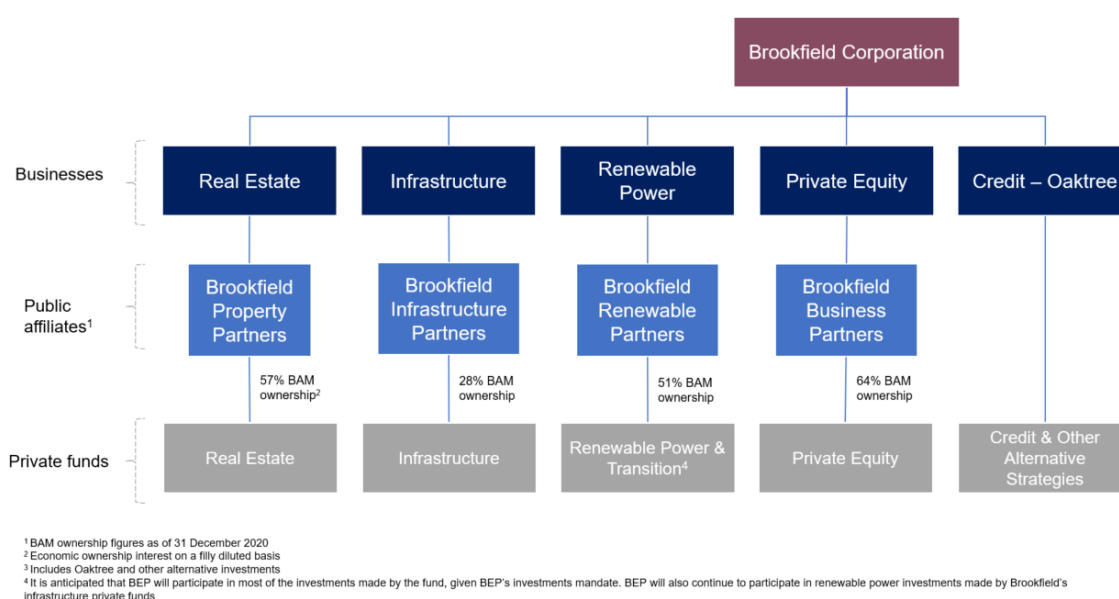 Brookfield Corporation
Businesses
Real Estate
Infrastructure
Renewable
Power
Private Equity
Credit – Oaktree
Public
affiliates¹
Brookfield
Property
Partners
Brookfield
Infrastructure
Partners
Brookfield
Renewable
Partners
Brookfield
Business
Partners
57% BAM
ownership²
28% BAM
ownership
51% BAM
ownership
64% BAM
ownership
Private funds
Real Estate
Infrastructure
Renewable Power &
Transition⁴
Private Equity
Credit & Other
Alternative
Strategies
¹ BAM ownership figures as of 31 December 2020
² Economic ownership interest on a filly diluted basis
³ Includes Oaktree and other alternative investments
⁴ It is anticipated that BEP will participate in most of the investments made by the fund, given BEP's investments mandate. BEP will also continue to participate in renewable power investments made by Brookfield's
infrastructure private funds